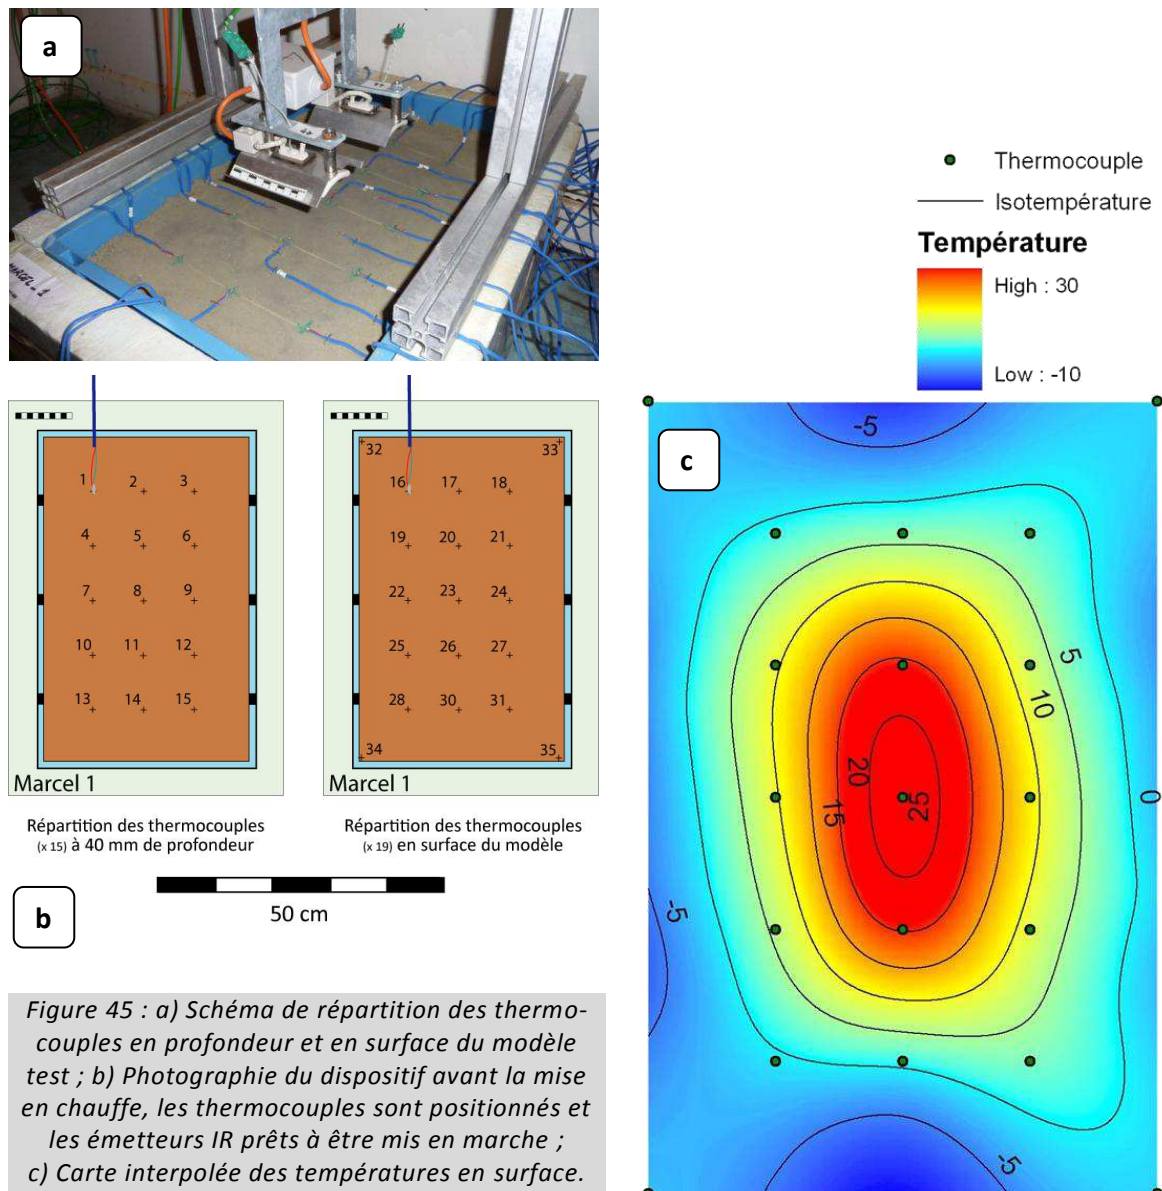 a
MARCEL - 1
Thermocouple
Isotempérature
Température
High : 30
Low : -10
1 2 3
4 5 6
7 8 9
10 11 12
13 14 15
Marcel 1
32 33
16 17 18
19 20 21
22 23 24
25 26 27
28 30 31
34 35
Marcel 1
Répartition des thermocouples
(x 15) à 40 mm de profondeur
Répartition des thermocouples
(x 19) en surface du modèle
50 cm
b
c
-5
5
10
20
15
25
0
-5
-5
Figure 45 : a) Schéma de répartition des thermo-
couples en profondeur et en surface du modèle
test ; b) Photographie du dispositif avant la mise
en chauffe, les thermocouples sont positionnés et
les émetteurs IR prêts à être mis en marche ;
c) Carte interpolée des températures en surface.